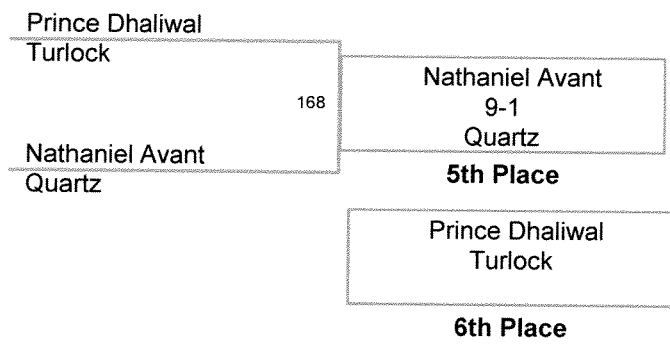 Prince Dhaliwal
Turlock
168
Nathaniel Avant
Quartz
Nathaniel Avant
9-1
Quartz
5th Place
Prince Dhaliwal
Turlock
6th Place